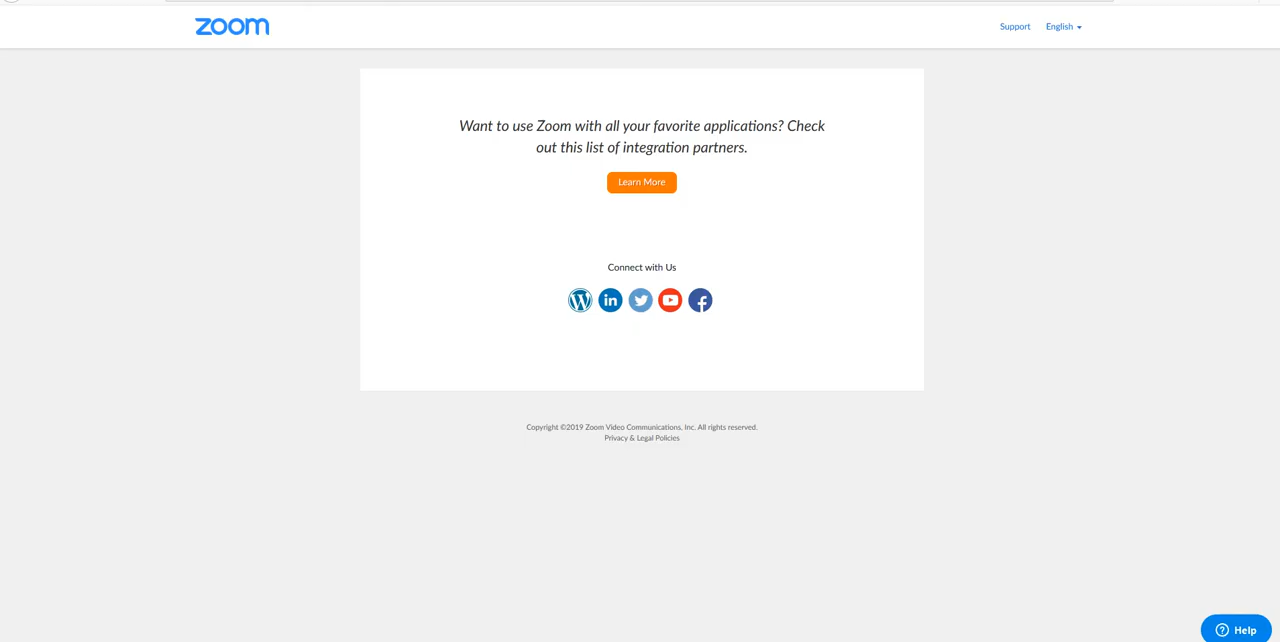 zoom
Support
English
Want to use Zoom with all your favorite applications? Check
out this list of integration partners.
Learn More
Connect with Us
in
Copyright ©2019 Zoom Video Communications, Inc. All rights reserved.
Privacy & Legal Policies
Help